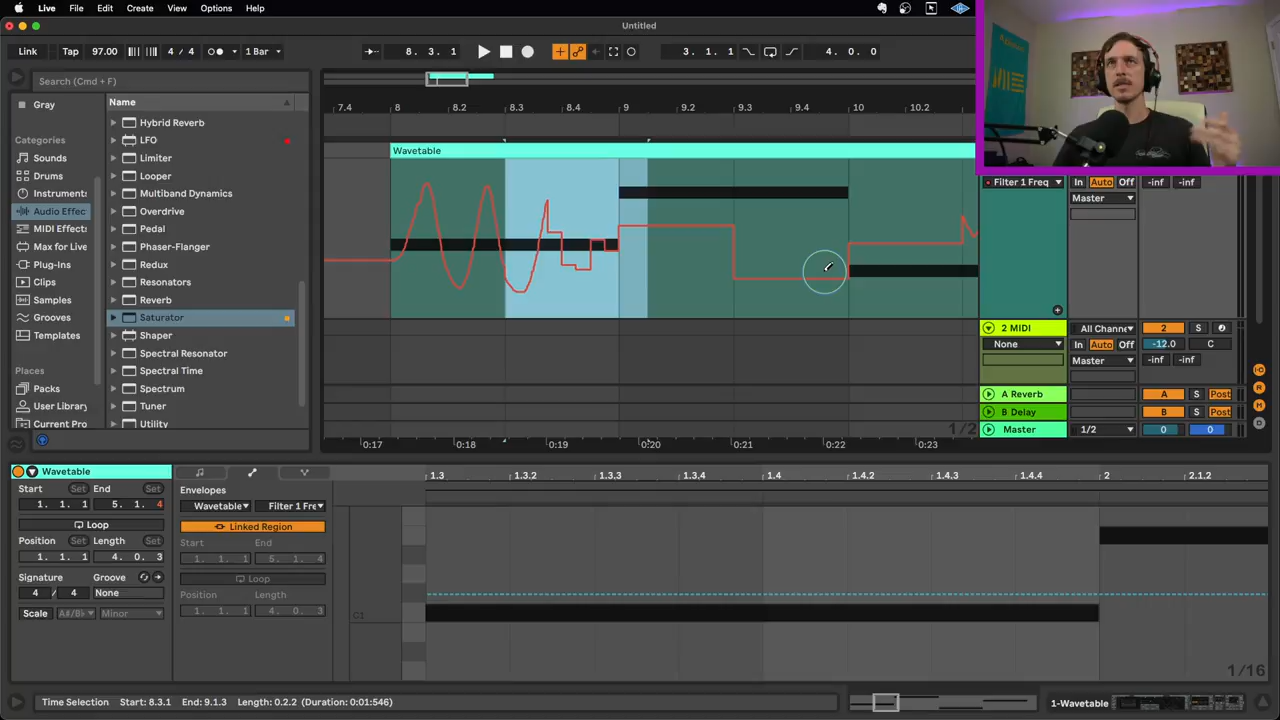 Live File Edit Create View Options Help
Untitled
Link Tap 97.00 4 / 4 1 Bar 8. 3. 1 3. 1. 1 4. 0. 0
Search (Cmd + F)
Gray
Categories
Sounds
Drums
Instruments
Audio Effec
MIDI Effects
Max for Live
Plug-Ins
Clips
Samples
Grooves
Templates
Places
Packs
User Library
Current Pro
Name
Hybrid Reverb
LFO
Limiter
Looper
Multiband Dynamics
Overdrive
Pedal
Phaser-Flanger
Redux
Resonators
Reverb
Saturator
Shaper
Spectral Resonator
Spectral Time
Spectrum
Tuner
Utility
7.4 8 8.2 8.3 8.4 9 9.2 9.3 9.4 10 10.2
Wavetable
Filter 1 Freq In Auto Off -inf -inf
Master
2 MIDI All Channe 2 S
None In Auto Off -12.0 C
Master -inf -inf
A Reverb A S Post
B Delay B S Post
Master 1/2 0 0
1/2
0:17 0:18 0:19 0:20 0:21 0:22 0:23
Wavetable
Start Set End Set
1. 1. 1 5. 1. 4
Loop
Position Set Length Set
1. 1. 1 4. 0. 3
Signature Groove
4 / 4 None
Scale A#/Bb Minor
Envelopes
Wavetable Filter 1 Fre
Linked Region
Start End
1. 1. 1 5. 1. 4
Loop
Position Length
1. 1. 1 4. 0. 3
1.3 1.3.2 1.3.3 1.3.4 1.4 1.4.2 1.4.3 1.4.4 2 2.1.2
C1
1/16
Time Selection Start: 8.3.1 End: 9.1.3 Length: 0.2.2 (Duration: 0:01:546)
1-Wavetable